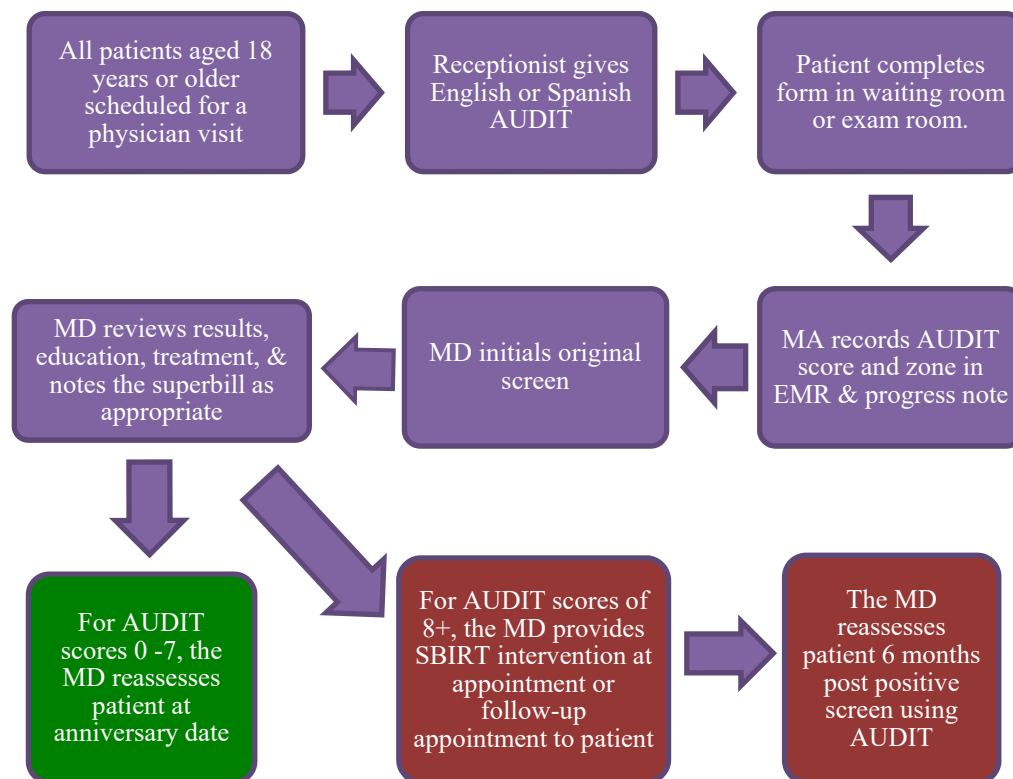 All patients aged 18
years or older
scheduled for a
physician visit
Receptionist gives
English or Spanish
AUDIT
Patient completes
form in waiting room
or exam room.
MA records AUDIT
score and zone in
EMR & progress note
MD initials original
screen
MD reviews results,
education, treatment, &
notes the superbill as
appropriate
For AUDIT
scores 0 -7, the
MD reassesses
patient at
anniversary date
For AUDIT scores of
8+, the MD provides
SBIRT intervention at
appointment or
follow-up
appointment to patient
The MD
reassesses
patient 6 months
post positive
screen using
AUDIT